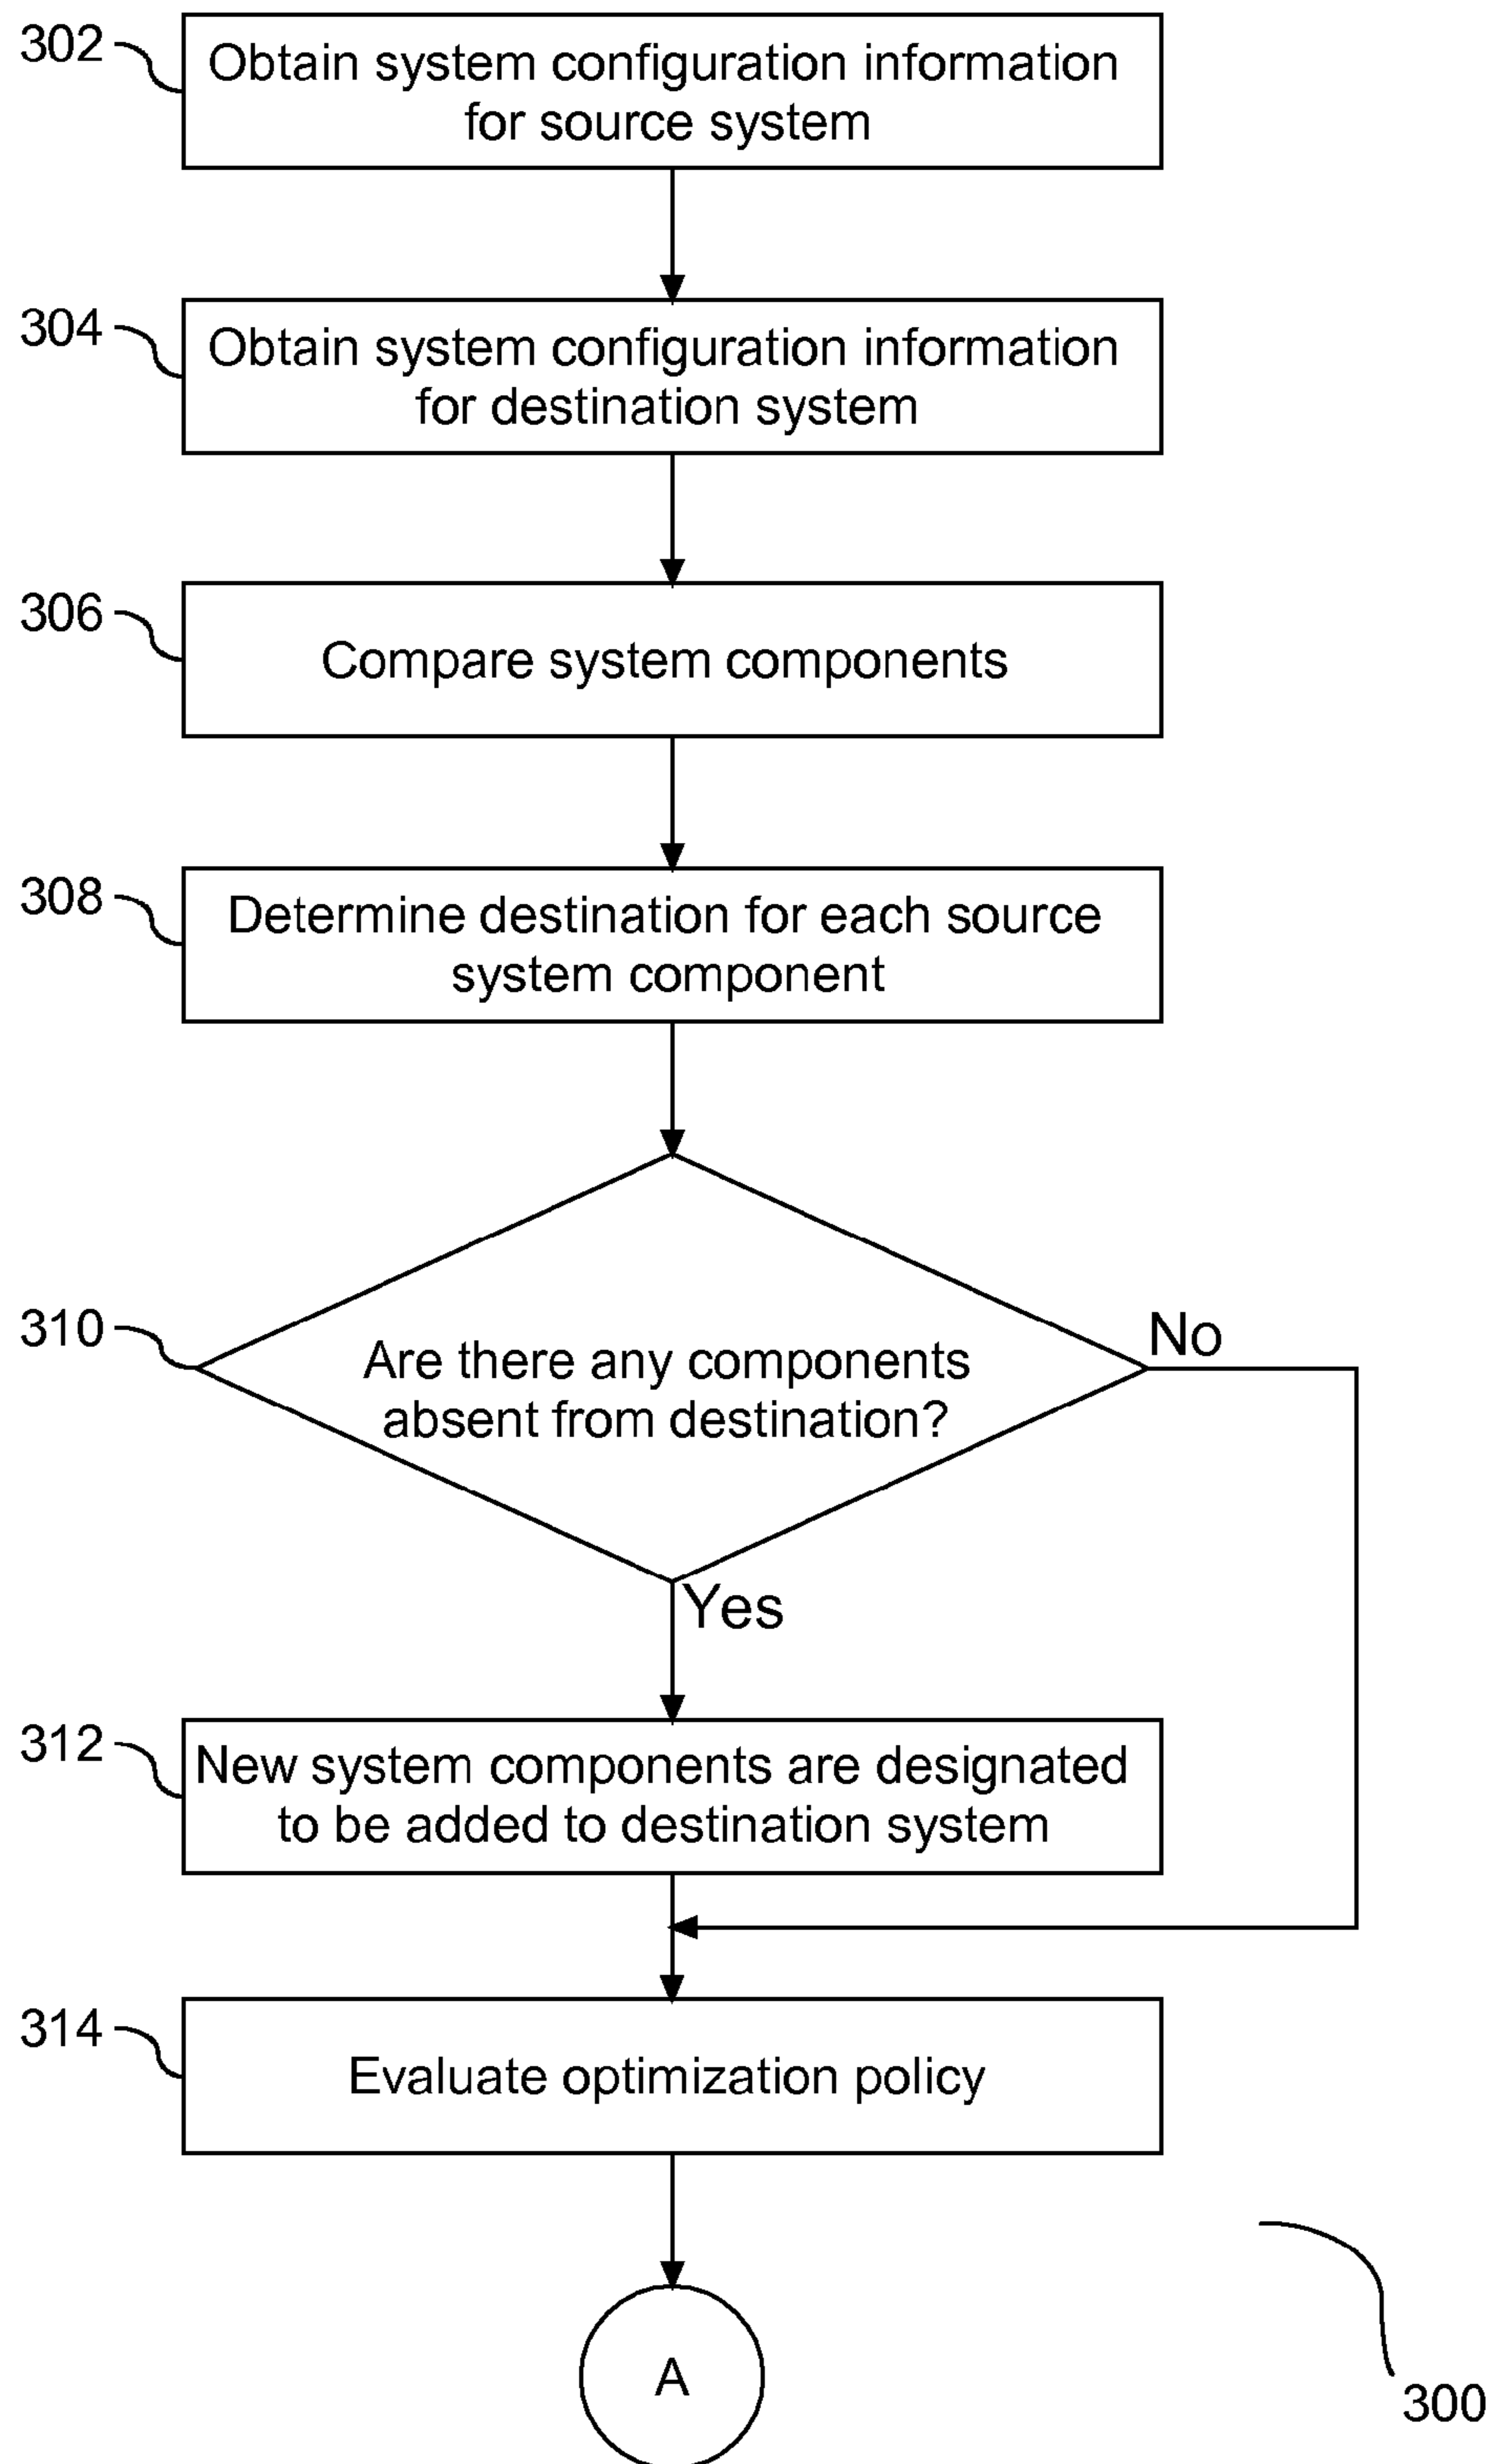 302
Obtain system configuration information
for source system
304
Obtain system configuration information
for destination system
306
Compare system components
308
Determine destination for each source
system component
310
Are there any components
absent from destination?
No
Yes
312
New system components are designated
to be added to destination system
314
Evaluate optimization policy
A
300